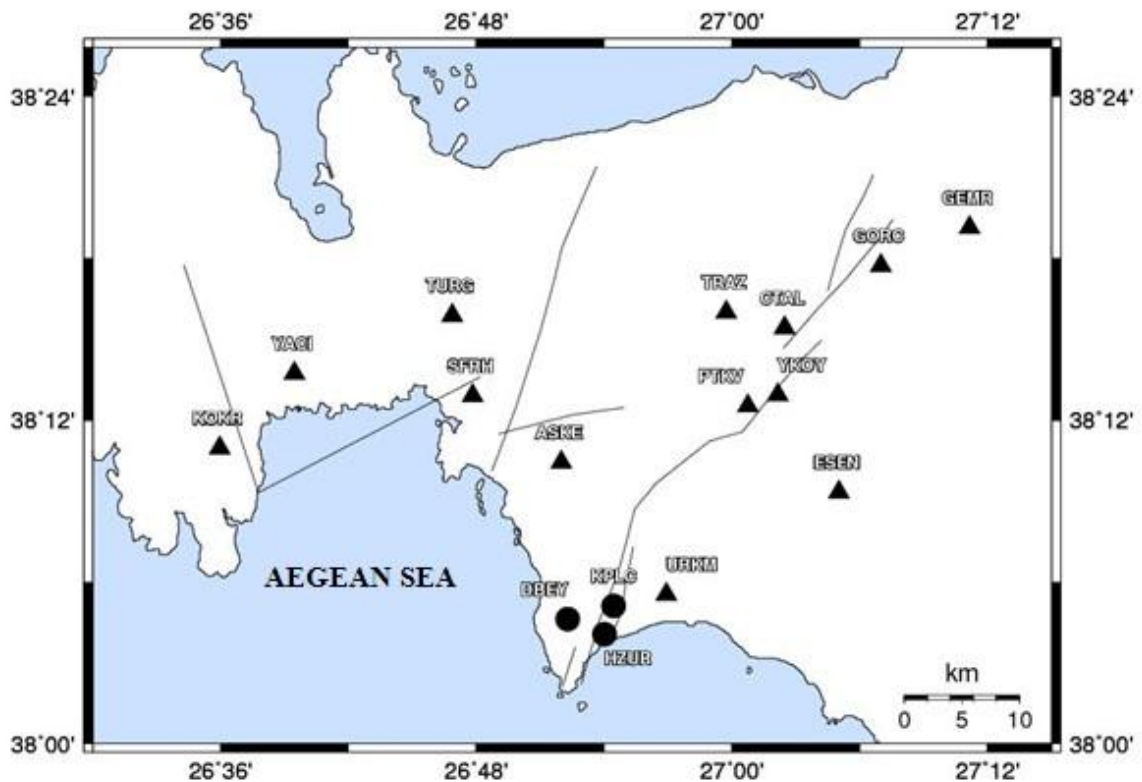 26°36' 26°48' 27°00' 27°12'
38°24' 38°24'
GEMR
GORC
TURG TRAZ CTAL
YACI SFRH PTKV YKOY
38°12' 38°12'
KOKR ASKE
ESEN
AEGEAN SEA
DBEY KPLC URKM
HZUR
km
0 5 10
38°00' 38°00'
26°36' 26°48' 27°00' 27°12'